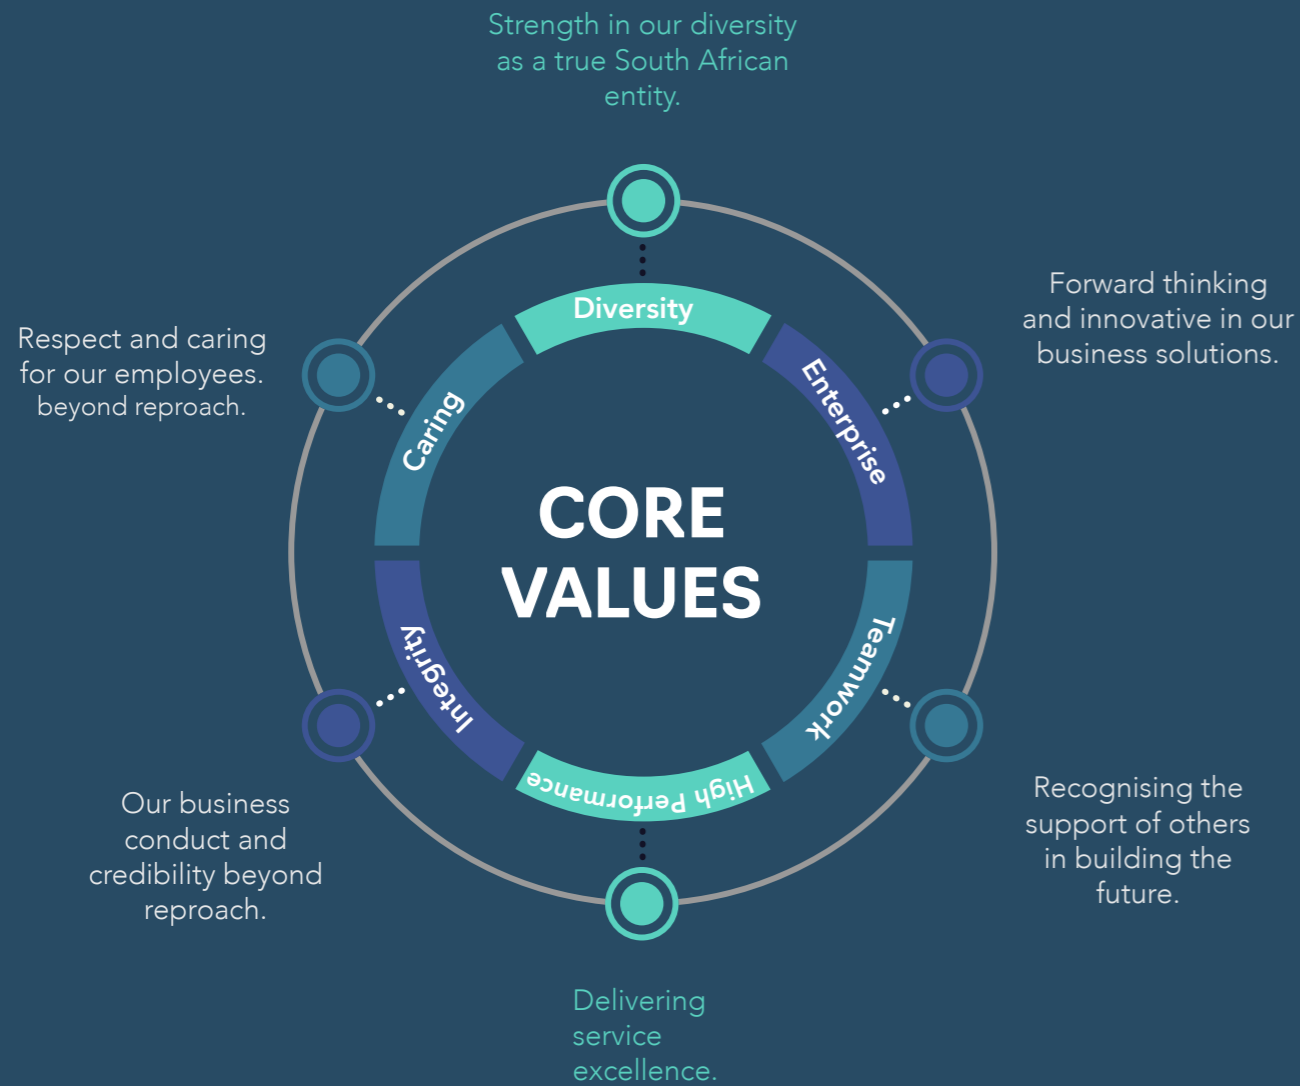 Strength in our diversity
as a true South African
entity.
Diversity
Forward thinking
and innovative in our
business solutions.
Enterprise
Respect and caring
for our employees.
beyond reproach.
Caring
CORE
VALUES
Teamwork
Recognising the
support of others
in building the
future.
Integrity
Our business
conduct and
credibility beyond
reproach.
High Performance
Delivering
service
excellence.